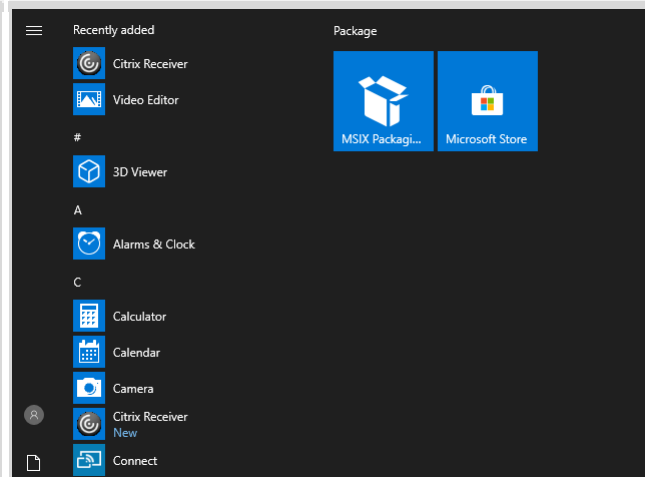 Recently added
Citrix Receiver
Video Editor
#
3D Viewer
A
Alarms & Clock
C
Calculator
Calendar
Camera
Citrix Receiver
New
Connect
Package
MSIX Packagi...
Microsoft Store